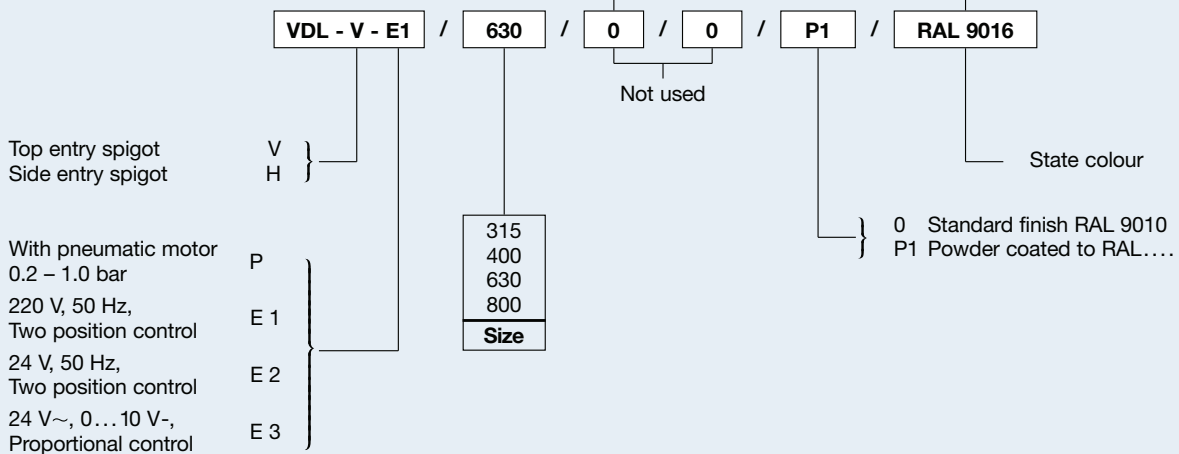 VDL - V - E1 / 630 / 0 / 0 / P1 / RAL 9016
Not used
Top entry spigot V
Side entry spigot H
State colour
0 Standard finish RAL 9010
P1 Powder coated to RAL....
With pneumatic motor
0.2 – 1.0 bar
P
220 V, 50 Hz,
Two position control
E 1
24 V, 50 Hz,
Two position control
E 2
24 V~, 0...10 V-,
Proportional control
E 3
315
400
630
800
Size